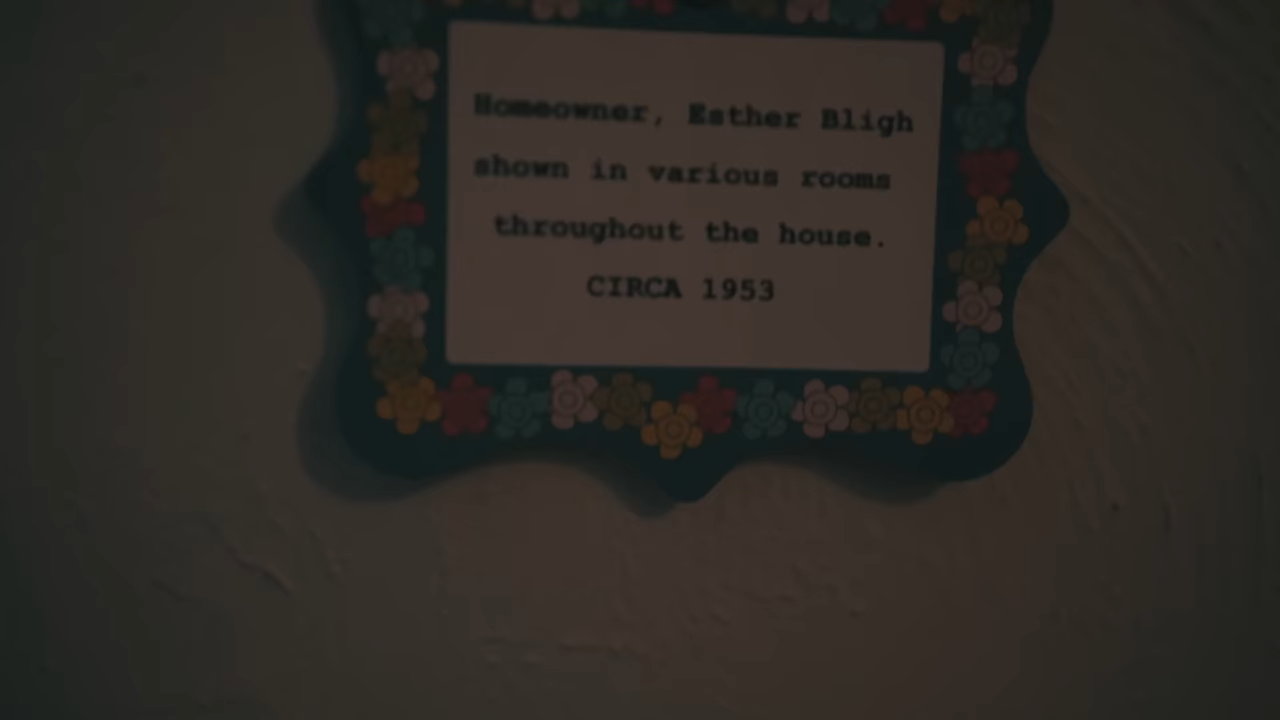 Homeowner, Esther Bligh
shown in various rooms
throughout the house.
CIRCA 1953